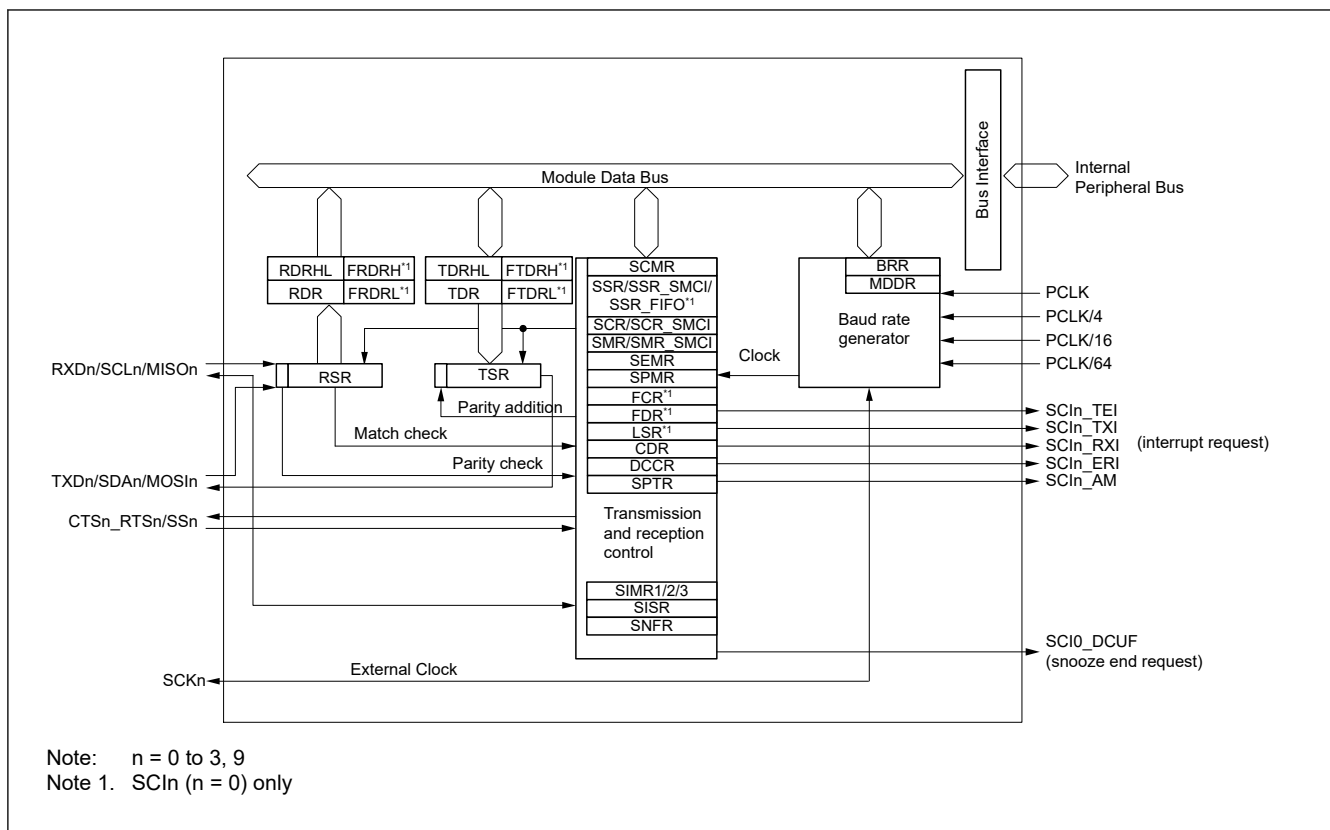 Bus Interface
Module Data Bus
Internal
Peripheral Bus
RDRHL FRDRH*1
RDR FRDRL*1
TDRHL FTDRH*1
TDR FTDRL*1
SCMR
SSR/SSR_SMCI/
SSR_FIFO*1
SCR/SCR_SMCI
SMR/SMR_SMCI
SEMR
SPMR
FCR*1
FDR*1
LSR*1
CDR
DCCR
SPTR
Transmission
and reception
control
SIMR1/2/3
SISR
SNFR
BRR
MDDR
Baud rate
generator
PCLK
PCLK/4
PCLK/16
PCLK/64
Clock
RXDn/SCLn/MISOn
RSR
TSR
Parity addition
Match check
Parity check
TXDn/SDAn/MOSIn
CTSn_RTSn/SSn
SCIn_TEI
SCIn_TXI
SCIn_RXI (interrupt request)
SCIn_ERI
SCIn_AM
SCI0_DCUF
(snooze end request)
External Clock
SCKn
Note: n = 0 to 3, 9
Note 1. SCIn (n = 0) only